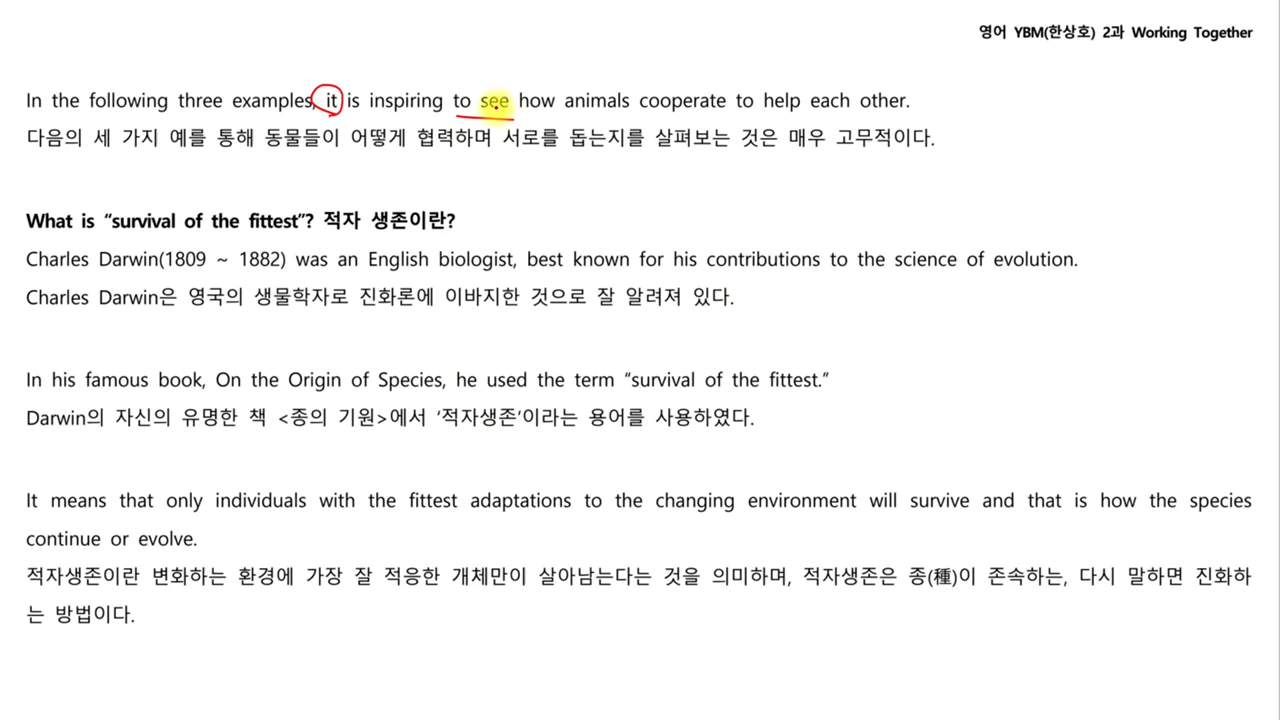 영어 YBM(한상호) 2과 Working Together
In the following three examples, it is inspiring to see how animals cooperate to help each other.
다음의 세 가지 예를 통해 동물들이 어떻게 협력하며 서로를 돕는지를 살펴보는 것은 매우 고무적이다.
What is “survival of the fittest”? 적자 생존이란?
Charles Darwin(1809 ~ 1882) was an English biologist, best known for his contributions to the science of evolution.
Charles Darwin은 영국의 생물학자로 진화론에 이바지한 것으로 잘 알려져 있다.
In his famous book, On the Origin of Species, he used the term “survival of the fittest.”
Darwin의 자신의 유명한 책 <종의 기원>에서 ‘적자생존’이라는 용어를 사용하였다.
It means that only individuals with the fittest adaptations to the changing environment will survive and that is how the species
continue or evolve.
적자생존이란 변화하는 환경에 가장 잘 적응한 개체만이 살아남는다는 것을 의미하며, 적자생존은 종(種)이 존속하는, 다시 말하면 진화하
는 방법이다.